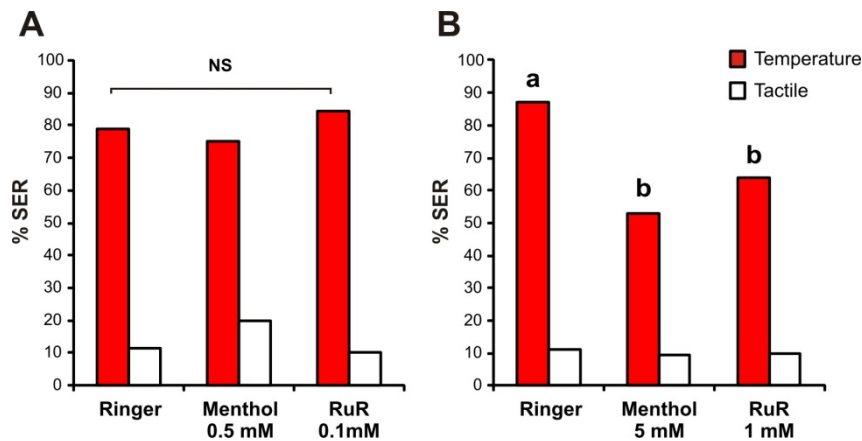 A
% SER
100
90
80
70
60
50
40
30
20
10
0
NS
Ringer
Menthol
0.5 mM
RuR
0.1mM
B
% SER
100
90
80
70
60
50
40
30
20
10
0
a
b
b
Temperature
Tactile
Ringer
Menthol
5 mM
RuR
1 mM